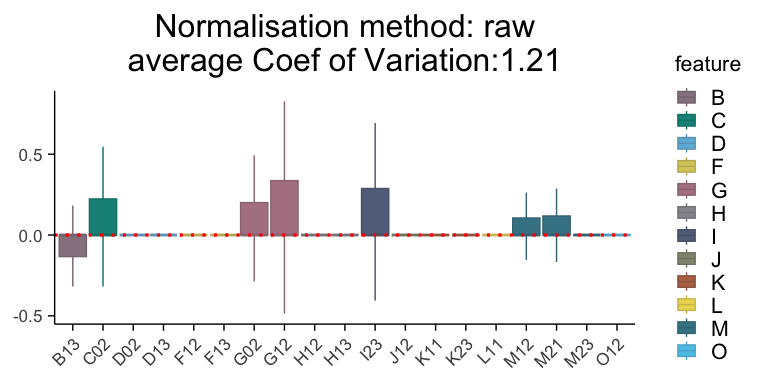 Normalisation method: raw
average Coef of Variation:1.21
feature
B
C
D
F
G
H
I
J
K
L
M
O
0.5
0.0
-0.5
B13 C02 D02 D13 F12 F13 G02 G12 H12 H13 I23 J12 K11 K23 L11 M12 M21 M23 O12